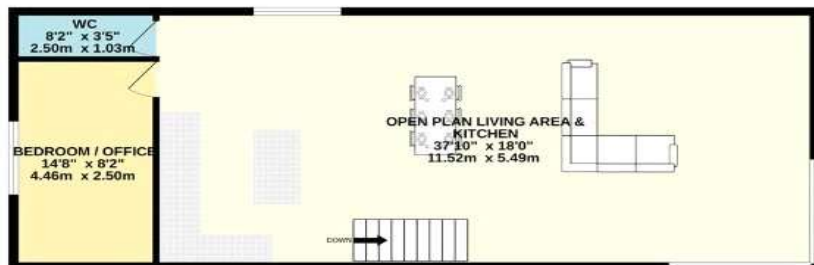 WC
8'2" x 3'5"
2.50m x 1.03m
BEDROOM / OFFICE
14'8" x 8'2"
4.46m x 2.50m
OPEN PLAN LIVING AREA &
KITCHEN
37'10" x 18'0"
11.52m x 5.49m
DOWN